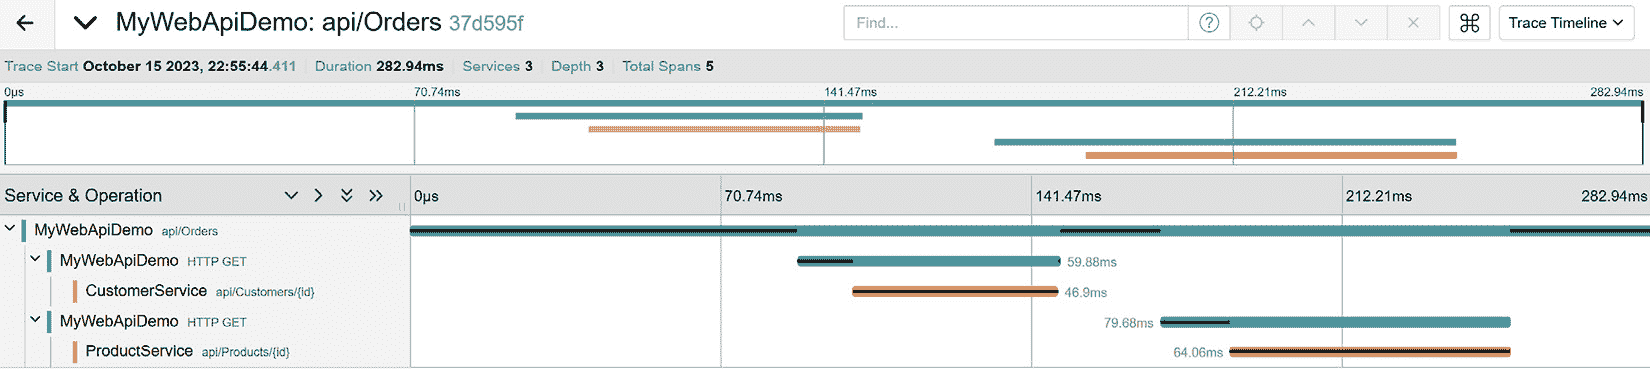 MyWebApiDemo: api/Orders 37d595f
Find...
?
⌘
Trace Timeline
Trace Start October 15 2023, 22:55:44.411 Duration 282.94ms Services 3 Depth 3 Total Spans 5
0μs 70.74ms 141.47ms 212.21ms 282.94ms
Service & Operation 0μs 70.74ms 141.47ms 212.21ms 282.94ms
MyWebApiDemo api/Orders
MyWebApiDemo HTTP GET 59.88ms
CustomerService api/Customers/{id} 46.9ms
MyWebApiDemo HTTP GET 79.68ms
ProductService api/Products/{id} 64.06ms